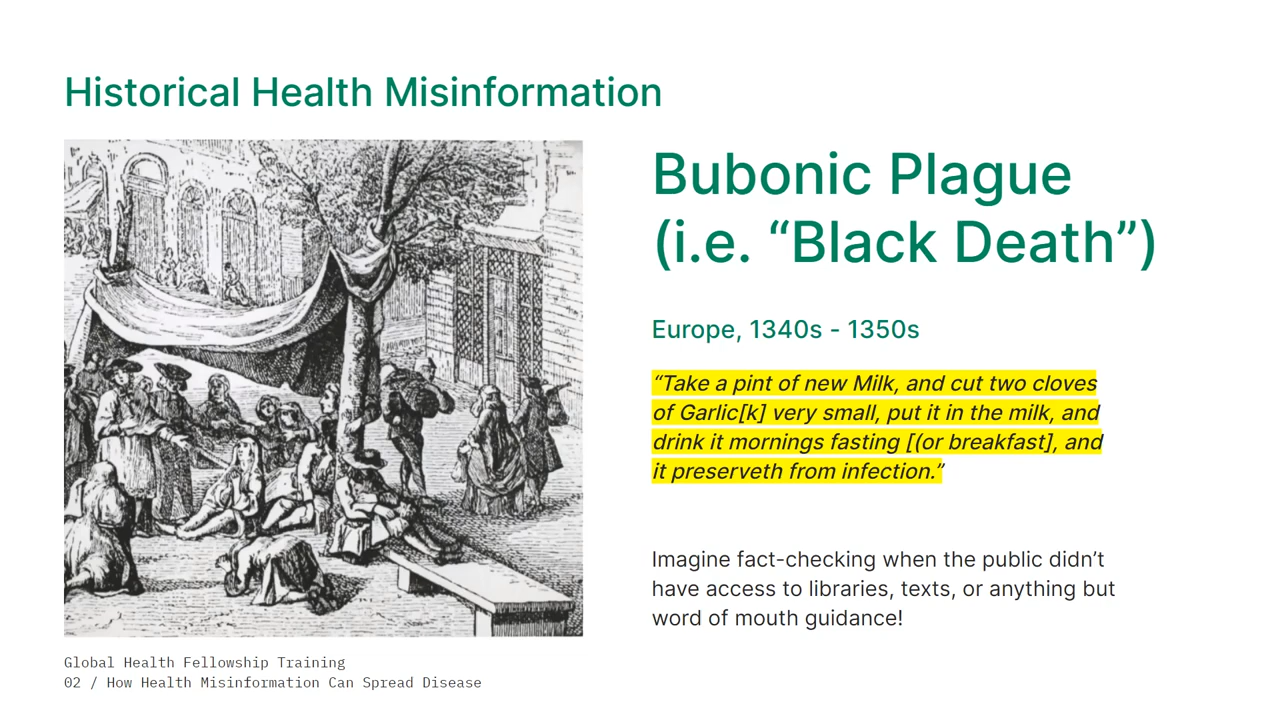 Historical Health Misinformation
Bubonic Plague
(i.e. “Black Death”)
Europe, 1340s - 1350s
“Take a pint of new Milk, and cut two cloves
of Garlic[k] very small, put it in the milk, and
drink it mornings fasting [(or breakfast], and
it preserveth from infection.”
Imagine fact-checking when the public didn’t
have access to libraries, texts, or anything but
word of mouth guidance!
Global Health Fellowship Training
02 / How Health Misinformation Can Spread Disease